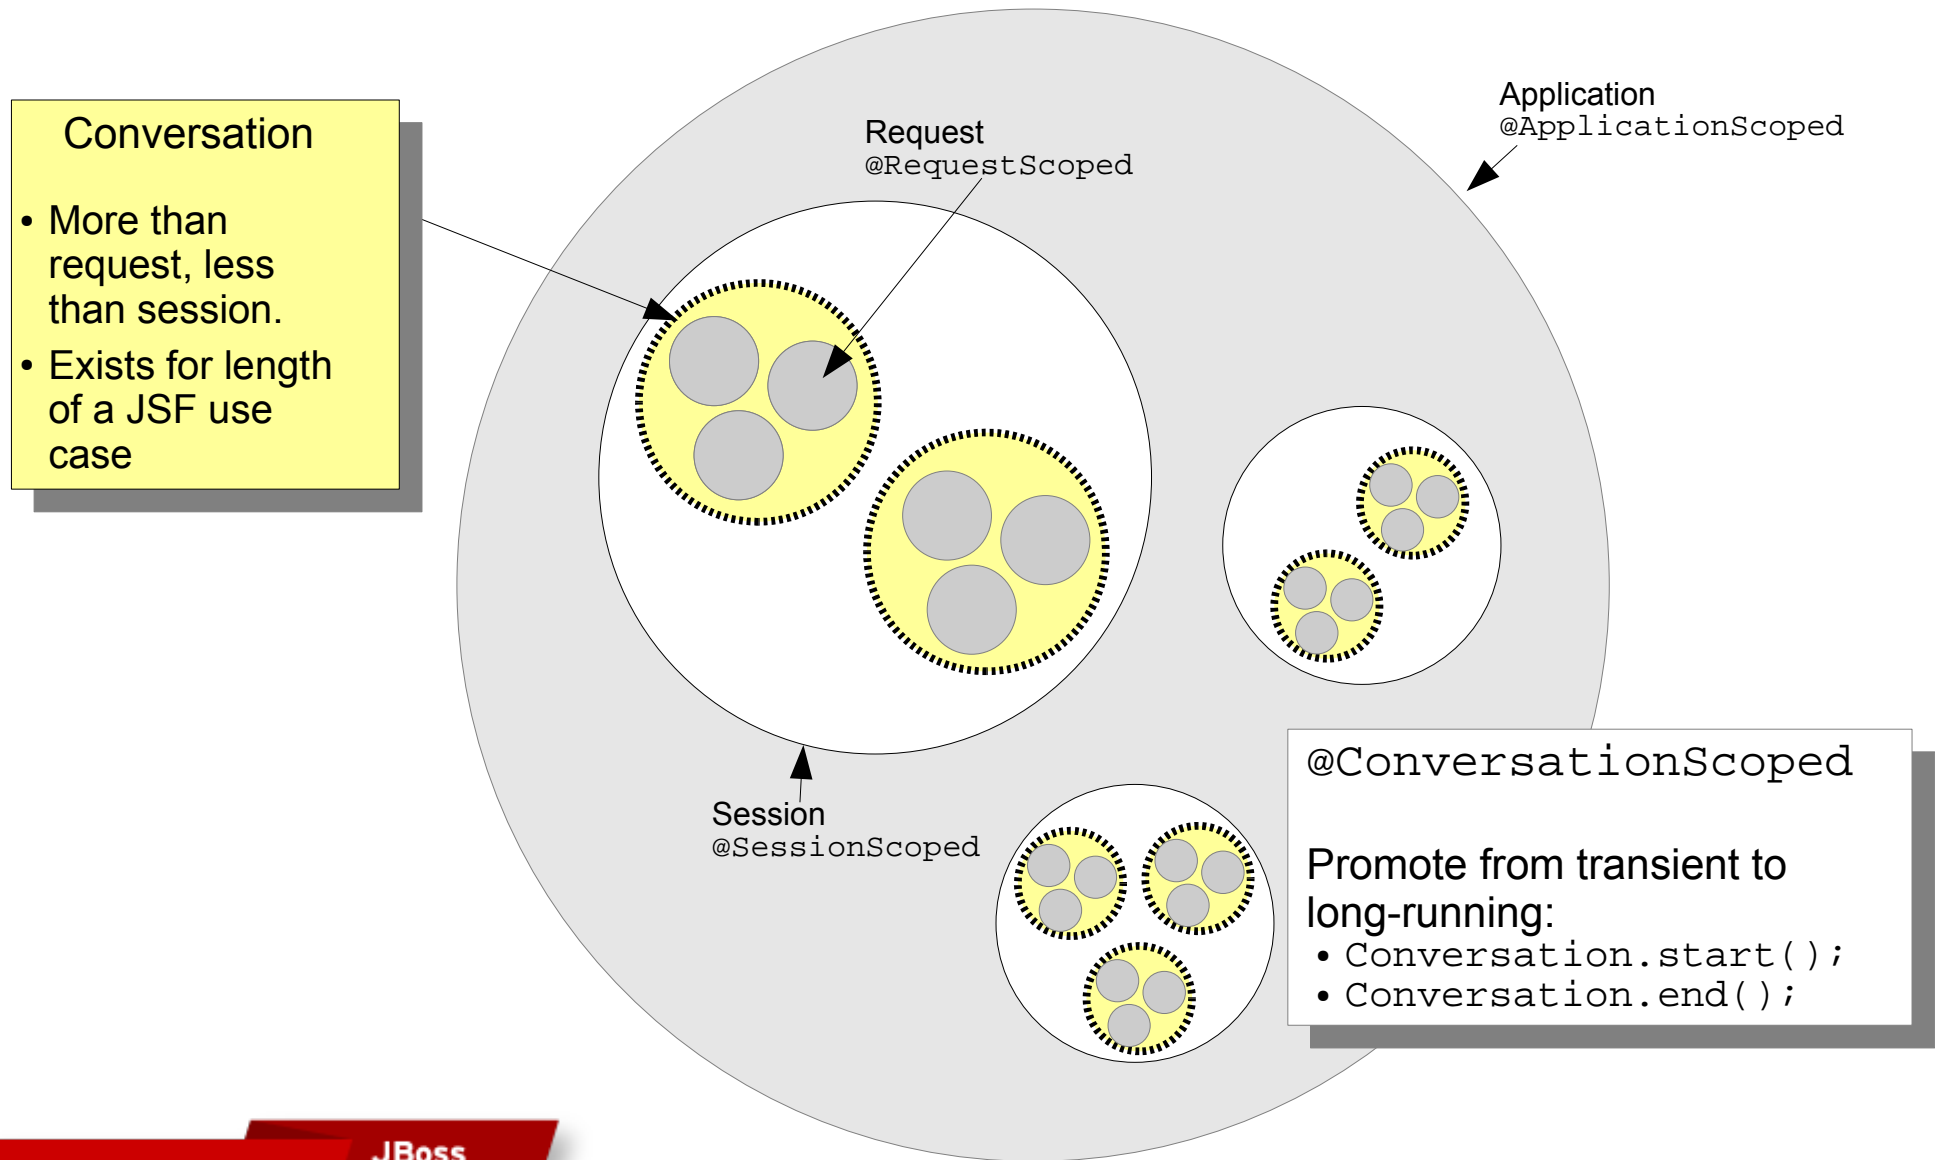 Conversation
• More than
request, less
than session.
• Exists for length
of a JSF use
case
Request
@RequestScoped
Application
@ApplicationScoped
Session
@SessionScoped
@ConversationScoped
Promote from transient to
long-running:
• Conversation.start();
• Conversation.end();
JBoss